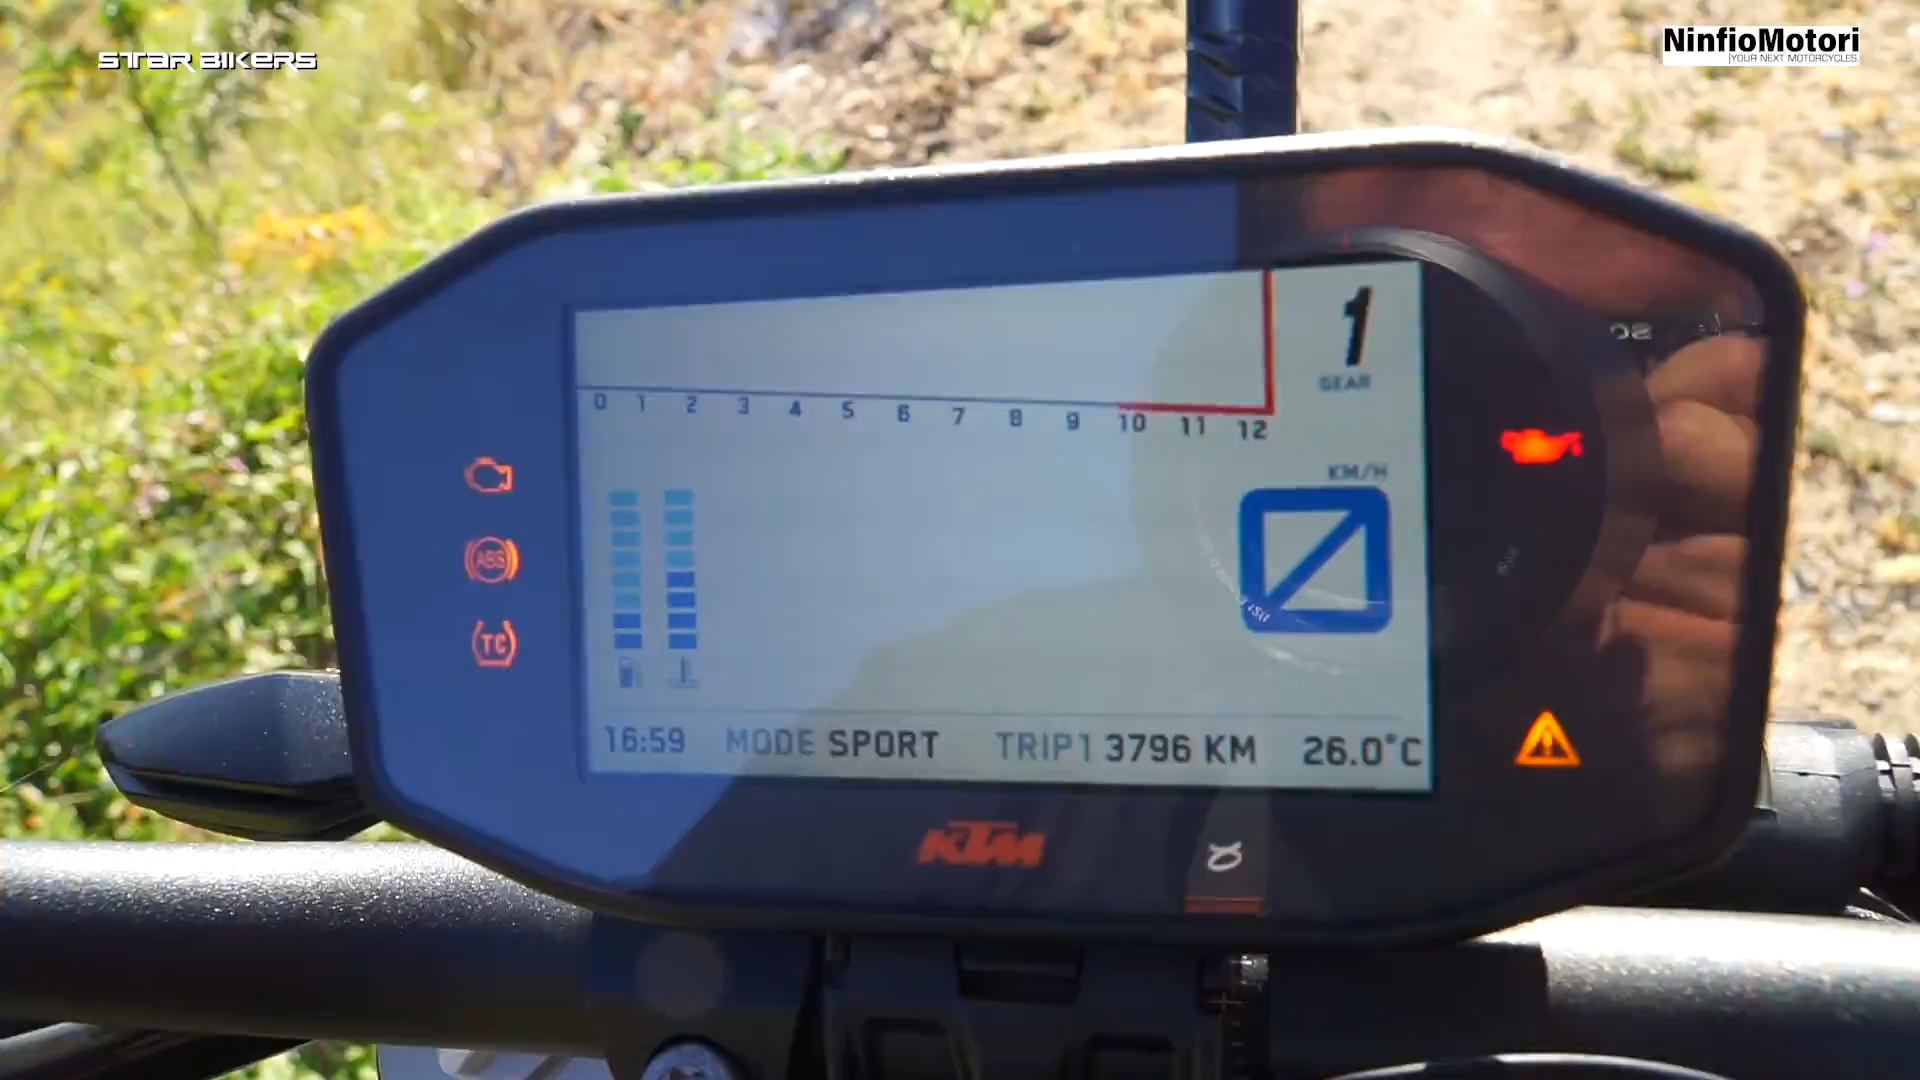 STAR BIKERS
NinfioMotori
YOUR NEXT MOTORCYCLES
1
GEAR
0 1 2 3 4 5 6 7 8 9 10 11 12
KM/H
0
ABS
TC
16:59 MODE SPORT TRIP1 3796 KM 26.0°C
KTM